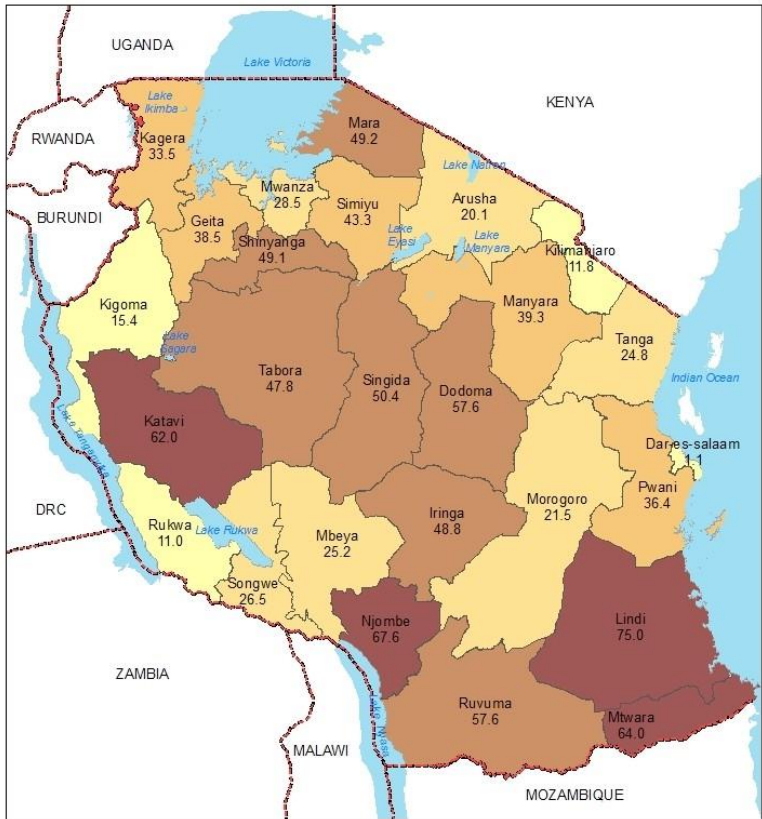 UGANDA
Lake Victoria
KENYA
Lake
Ikimba
Mara
49.2
RWANDA
Kagera
33.5
Lake Natron
Mwanza
28.5
Simiyu
43.3
Arusha
20.1
BURUNDI
Geita
38.5
Lake
Eyasi
Lake
Manyara
Shinyanga
49.1
Kilimanjaro
11.8
Kigoma
15.4
Manyara
39.3
Lake
Sagara
Tanga
24.8
Tabora
47.8
Singida
50.4
Dodoma
57.6
Indian Ocean
Katavi
62.0
Lake Tanganyika
Dar-es-salaam
1.1
Pwani
36.4
DRC
Rukwa
11.0
Lake Rukwa
Mbeya
25.2
Iringa
48.8
Morogoro
21.5
Songwe
26.5
Njombe
67.6
Lindi
75.0
ZAMBIA
Ruvuma
57.6
Mtwara
64.0
Lake Nyasa
MALAWI
MOZAMBIQUE